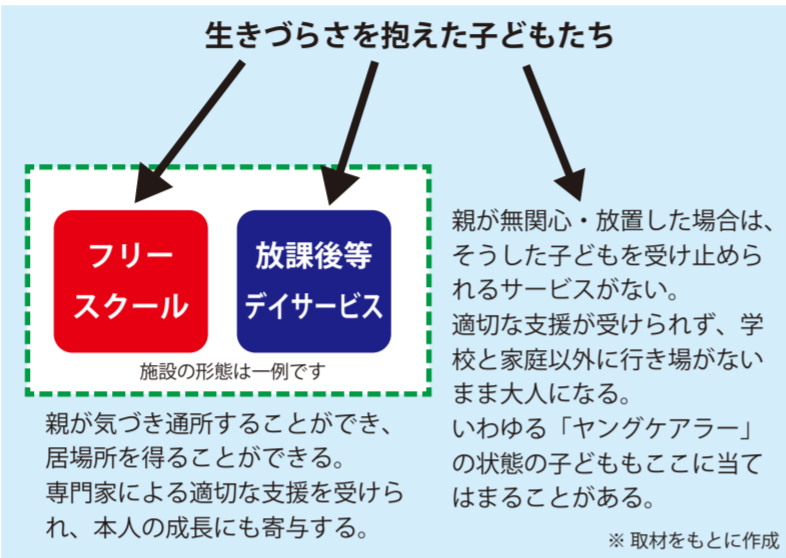 生きづらさを抱えた子どもたち
フリー
スクール
放課後等
デイサービス
施設の形態は一例です
親が気づき通所することができ、
居場所を得ることができる。
専門家による適切な支援を受けら
れ、本人の成長にも寄与する。
親が無関心・放置した場合は、
そうした子どもを受け止めら
れるサービスがない。
適切な支援が受けられず、学
校と家庭以外に行き場がない
まま大人になる。
いわゆる「ヤングケアラー」
の状態の子どももここに当て
はまることがある。
※ 取材をもとに作成